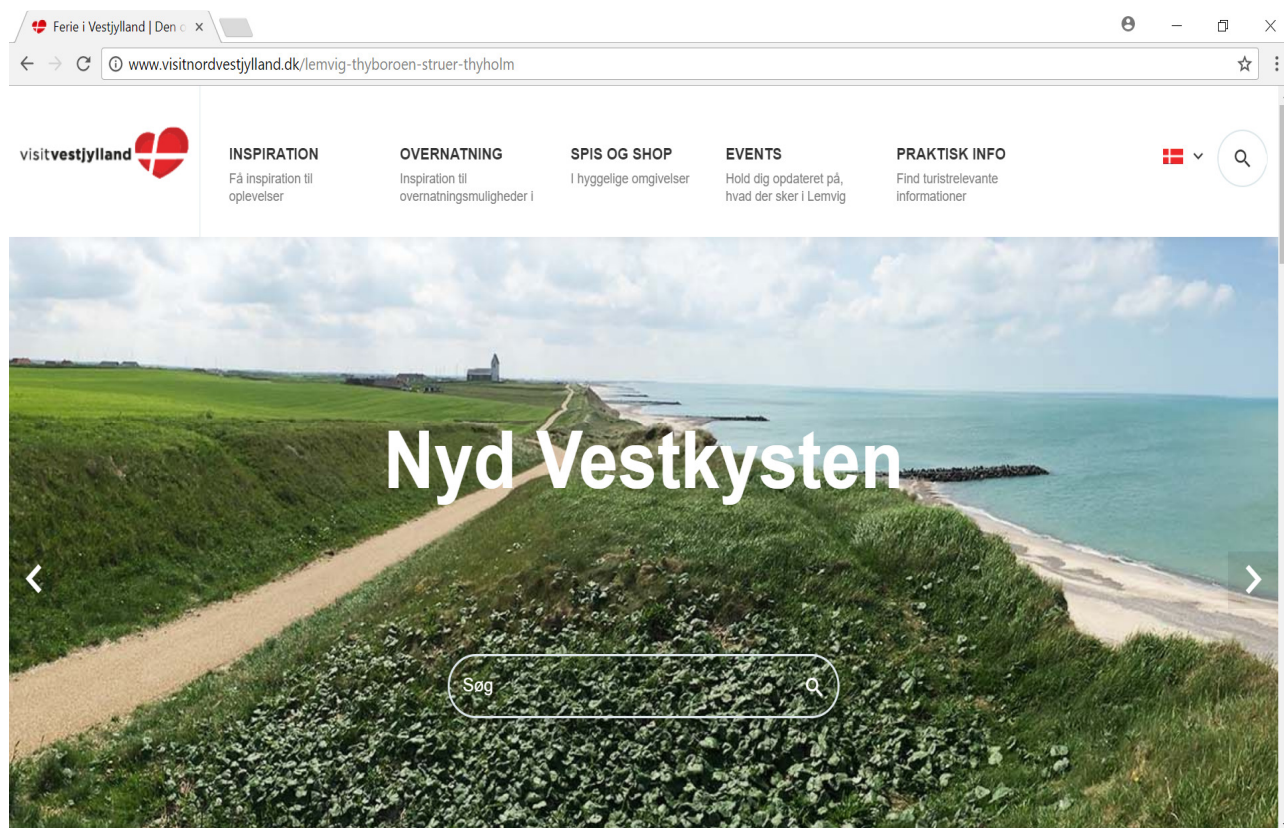 Ferie i Vestjylland | Den o
www.visitnordvestjylland.dk/lemvig-thyboroen-struer-thyholm
visitvestjylland
INSPIRATION
Få inspiration til
oplevelser
OVERNATNING
Inspiration til
overnatningsmuligheder i
SPIS OG SHOP
I hyggelige omgivelser
EVENTS
Hold dig opdateret på,
hvad der sker i Lemvig
PRAKTISK INFO
Find turistrelevante
informationer
Nyd Vestkysten
Søg